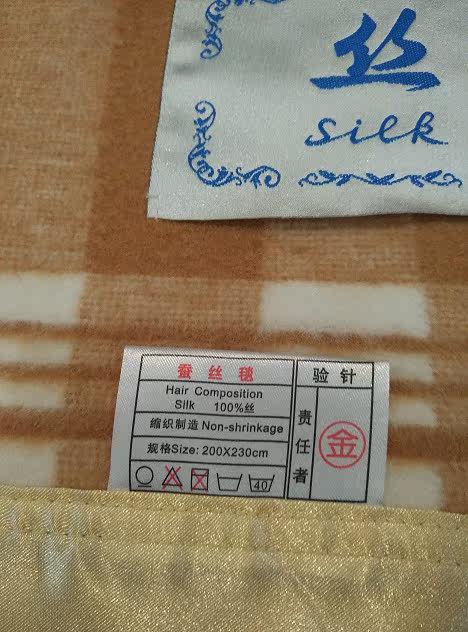 丝
silk
蚕丝毯
Hair Composition
Silk 100%丝
缩织制造 Non-shrinkage
规格Size: 200X230cm
40
验针
责任者
金